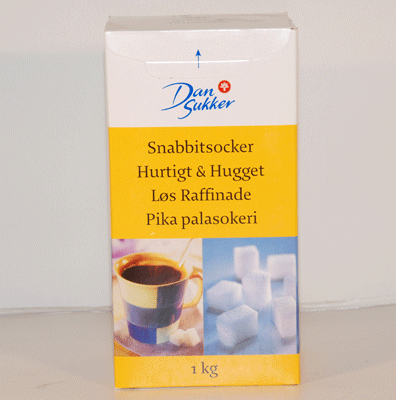 Dan
Sukker
Snabbitsocker
Hurtigt & Hugget
Løs Raffinade
Pika palasokeri
1 kg